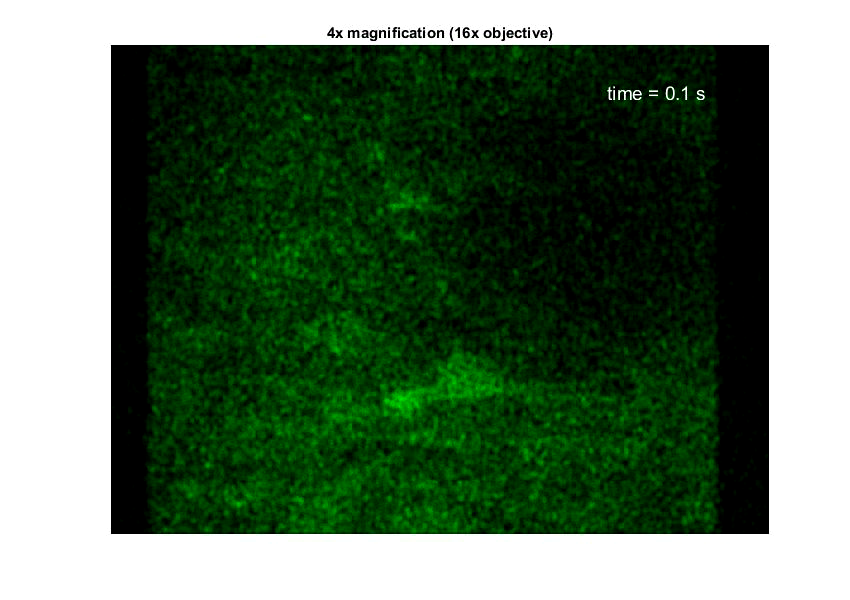 4x magnification (16x objective)
time = 0.1 s